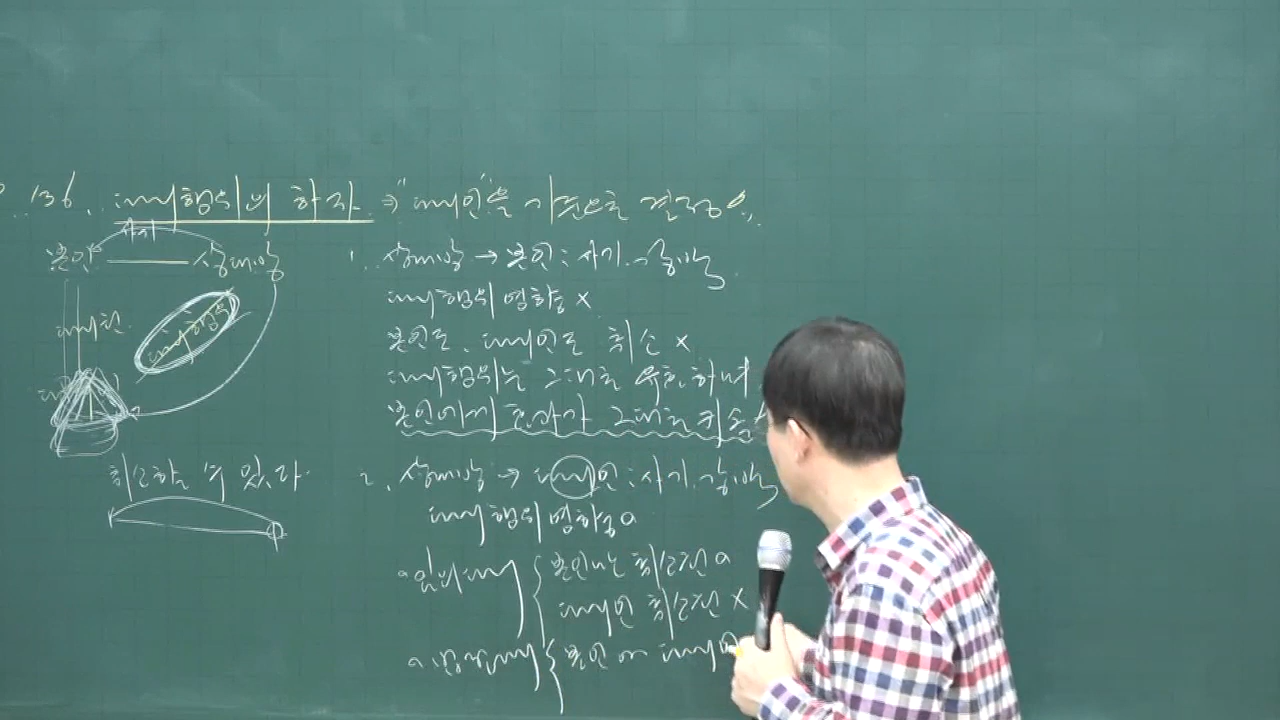 P. 136. 대리행위의 하자 ⇒ "대리인"을 기준으로 결정
본인 상대방
대리권
대리행위
취소할 수 있다
1. 상대방 → 본인 : 사기, 강박
대리행위 영향 X
본인도, 대리인도 취소 X
대리행위는 그대로 유효하며
본인에게 효과가 그대로 귀속
2. 상대방 → 대리인 : 사기, 강박
대리행위 영향 O
임의대리 { 본인은 취소권 O
대리인 취소권 X
법정대리 { 본인 or 대리인